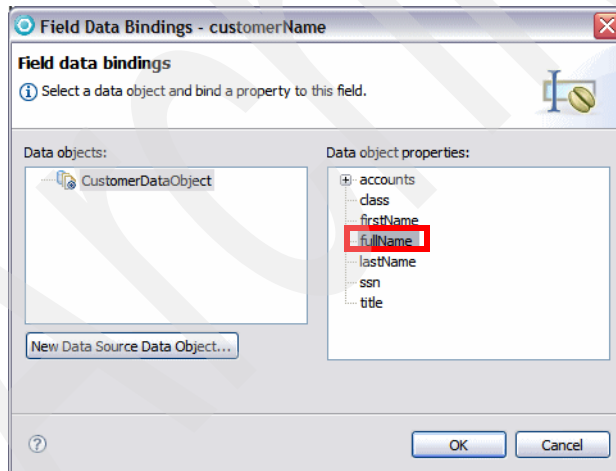 Field Data Bindings - customerName
Field data bindings
Select a data object and bind a property to this field.
Data objects:
CustomerDataObject
New Data Source Data Object...
Data object properties:
accounts
class
firstName
fullName
lastName
ssn
title
OK
Cancel